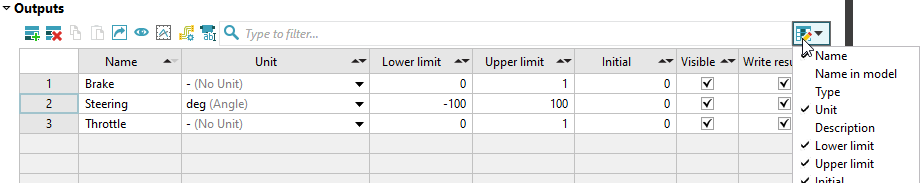 Outputs
Type to filter...
Name Unit Lower limit Upper limit Initial Visible Write resu
1 Brake - (No Unit) 0 1 0
2 Steering deg (Angle) -100 100 0
3 Throttle - (No Unit) 0 1 0
Name
Name in model
Type
Unit
Description
Lower limit
Upper limit
Initial